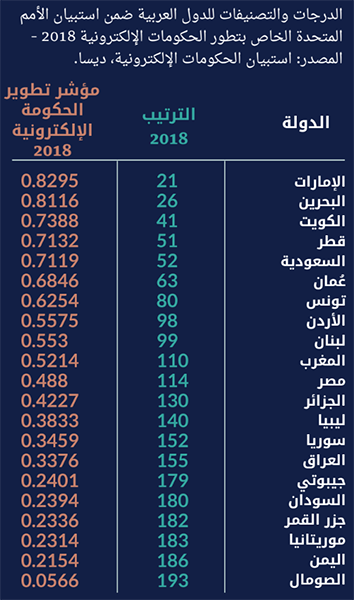 الدرجات والتصنيفات للدول العربية ضمن استبيان الأمم
المتحدة الخاص بتطور الحكومات الإلكترونية 2018 -
المصدر: استبيان الحكومات الإلكترونية، ديسا.
الدولة الترتيب 2018 مؤشر تطوير الحكومة الإلكترونية 2018
الإمارات 21 0.8295
البحرين 26 0.8116
الكويت 41 0.7388
قطر 51 0.7132
السعودية 52 0.7119
عُمان 63 0.6846
تونس 80 0.6254
الأردن 98 0.5575
لبنان 99 0.553
المغرب 110 0.5214
مصر 114 0.488
الجزائر 130 0.4227
ليبيا 140 0.3833
سوريا 152 0.3459
العراق 155 0.3376
جيبوتي 179 0.2401
السودان 180 0.2394
جزر القمر 182 0.2336
موريتانيا 183 0.2314
اليمن 186 0.2154
الصومال 193 0.0566